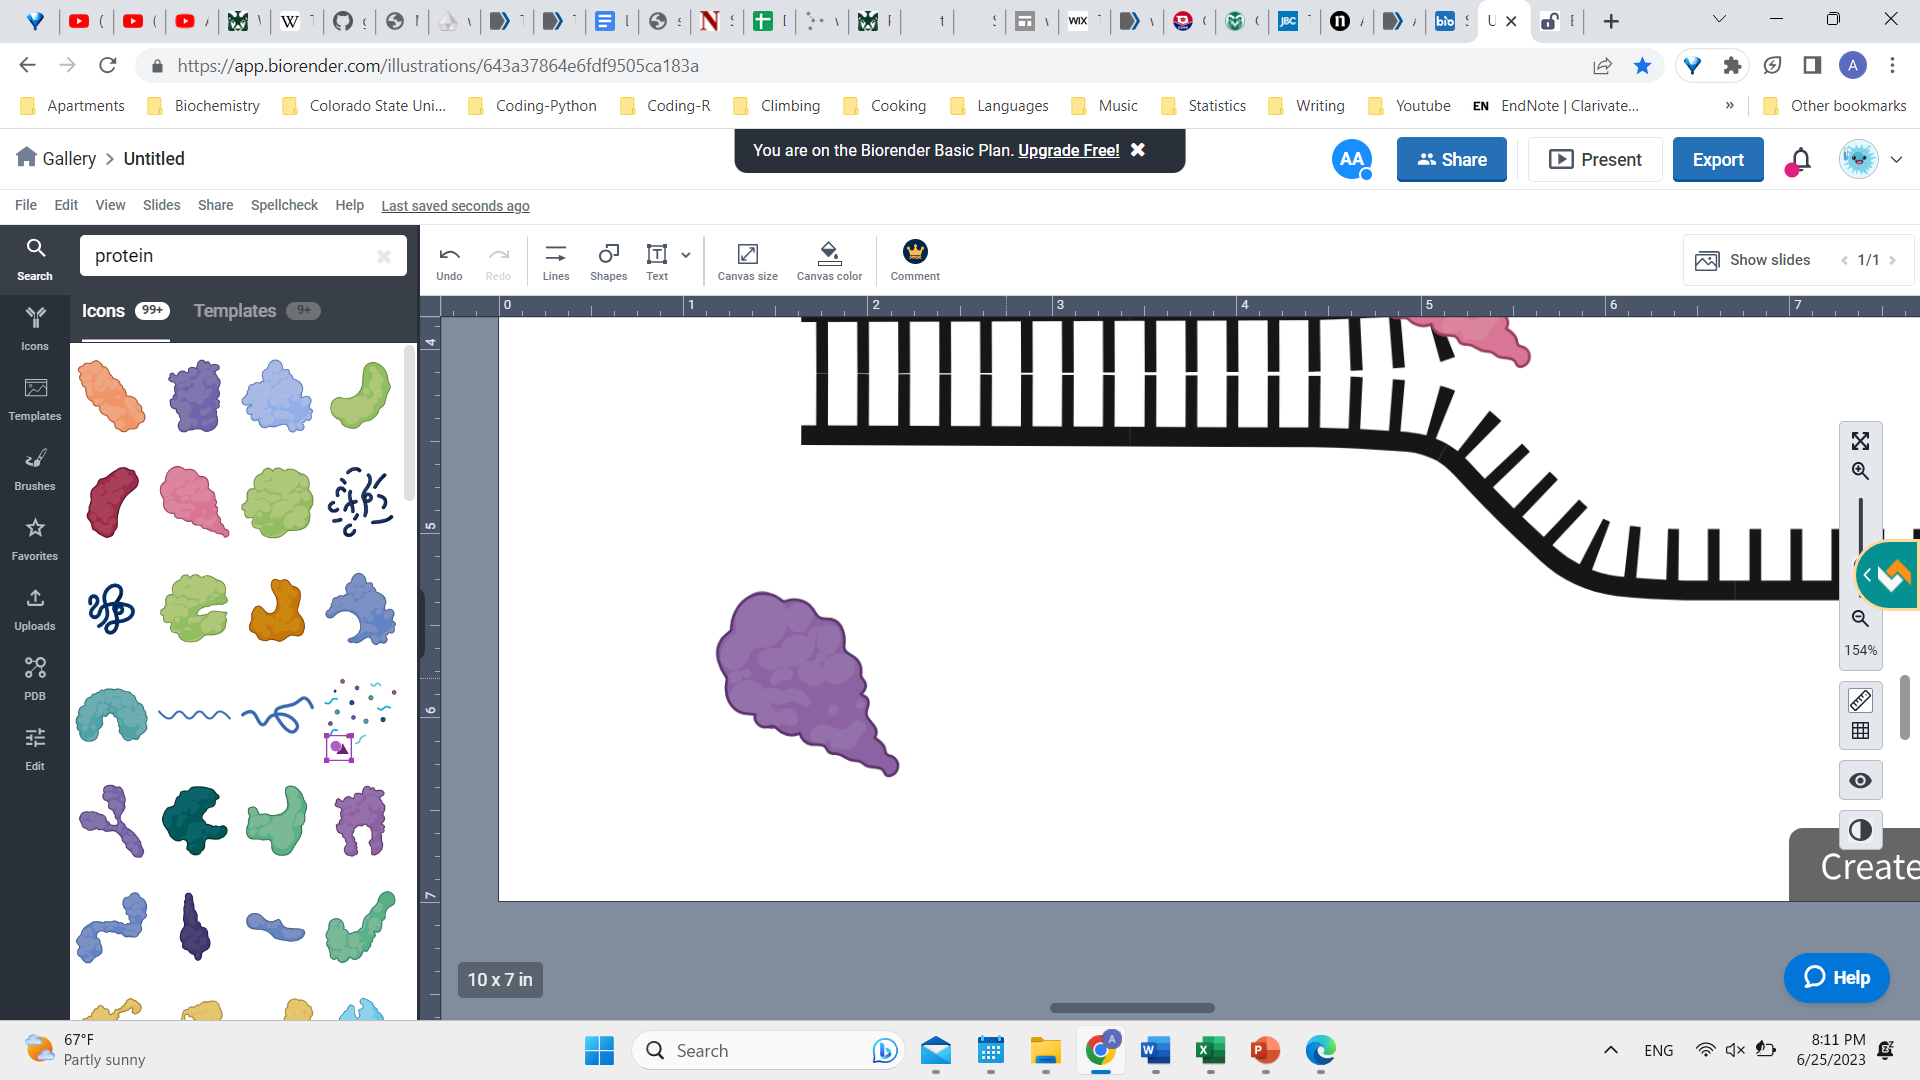 https://app.biorender.com/illustrations/643a37864e6fdf9505ca183a
A
Apartments Biochemistry Colorado State Uni... Coding-Python Coding-R Climbing Cooking Languages Music Statistics Writing Youtube EN EndNote | Clarivate... » Other bookmarks
Gallery > Untitled
You are on the Biorender Basic Plan. Upgrade Free!
AA Share Present Export
File Edit View Slides Share Spellcheck Help Last saved seconds ago
Search
protein
Undo Redo Lines Shapes Text Canvas size Canvas color Comment
Show slides 1/1
Icons 99+ Templates 9+
0 1 2 3 4 5 6 7
4
5
6
7
Icons
Templates
Brushes
Favorites
Uploads
PDB
Edit
154%
Create
10 x 7 in
Help
67°F
Partly sunny
Search
ENG
8:11 PM
6/25/2023